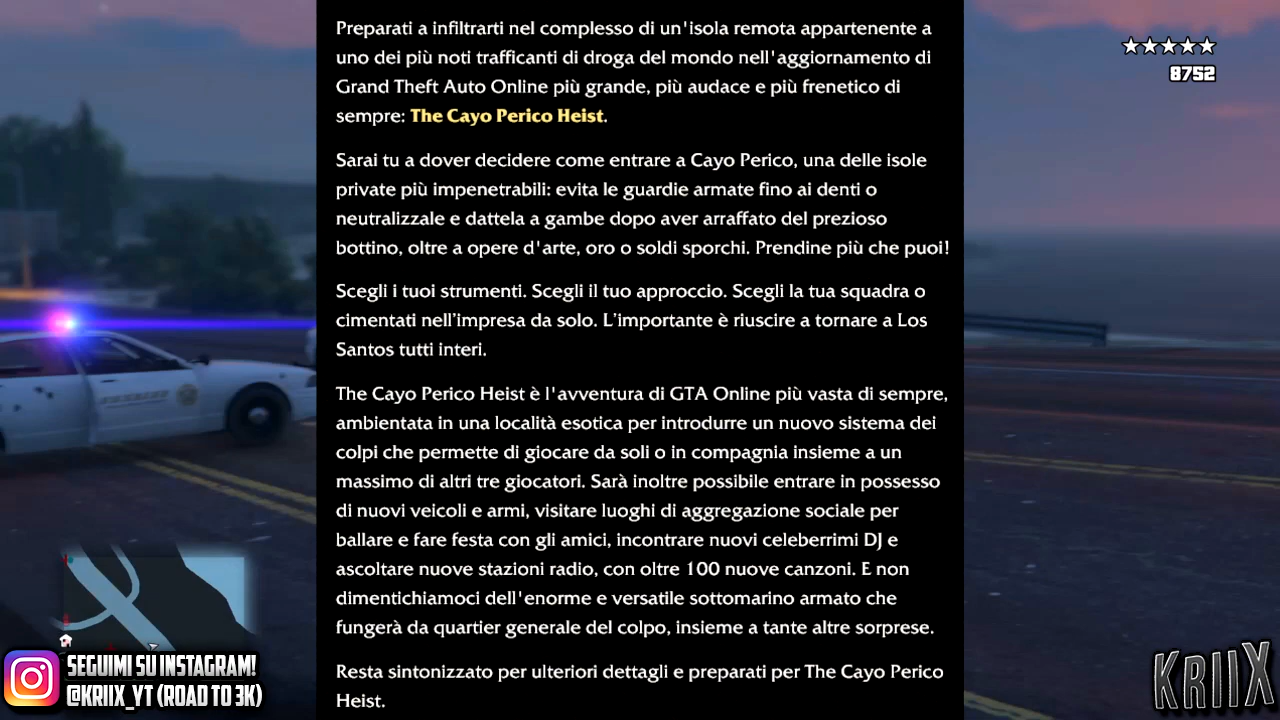 Preparati a infiltrarti nel complesso di un'isola remota appartenente a
uno dei più noti trafficanti di droga del mondo nell'aggiornamento di
Grand Theft Auto Online più grande, più audace e più frenetico di
sempre: The Cayo Perico Heist.
Sarai tu a dover decidere come entrare a Cayo Perico, una delle isole
private più impenetrabili: evita le guardie armate fino ai denti o
neutralizzale e dattela a gambe dopo aver arraffato del prezioso
bottino, oltre a opere d'arte, oro o soldi sporchi. Prendine più che puoi!
Scegli i tuoi strumenti. Scegli il tuo approccio. Scegli la tua squadra o
cimentati nell'impresa da solo. L'importante è riuscire a tornare a Los
Santos tutti interi.
The Cayo Perico Heist è l'avventura di GTA Online più vasta di sempre,
ambientata in una località esotica per introdurre un nuovo sistema dei
colpi che permette di giocare da soli o in compagnia insieme a un
massimo di altri tre giocatori. Sarà inoltre possibile entrare in possesso
di nuovi veicoli e armi, visitare luoghi di aggregazione sociale per
ballare e fare festa con gli amici, incontrare nuovi celeberrimi DJ e
ascoltare nuove stazioni radio, con oltre 100 nuove canzoni. E non
dimentichiamoci dell'enorme e versatile sottomarino armato che
fungerà da quartier generale del colpo, insieme a tante altre sorprese.
Resta sintonizzato per ulteriori dettagli e preparati per The Cayo Perico
Heist.
8752
SEGUIMI SU INSTAGRAM!
@KRIIX_YT (ROAD TO 3K)
KRIIX